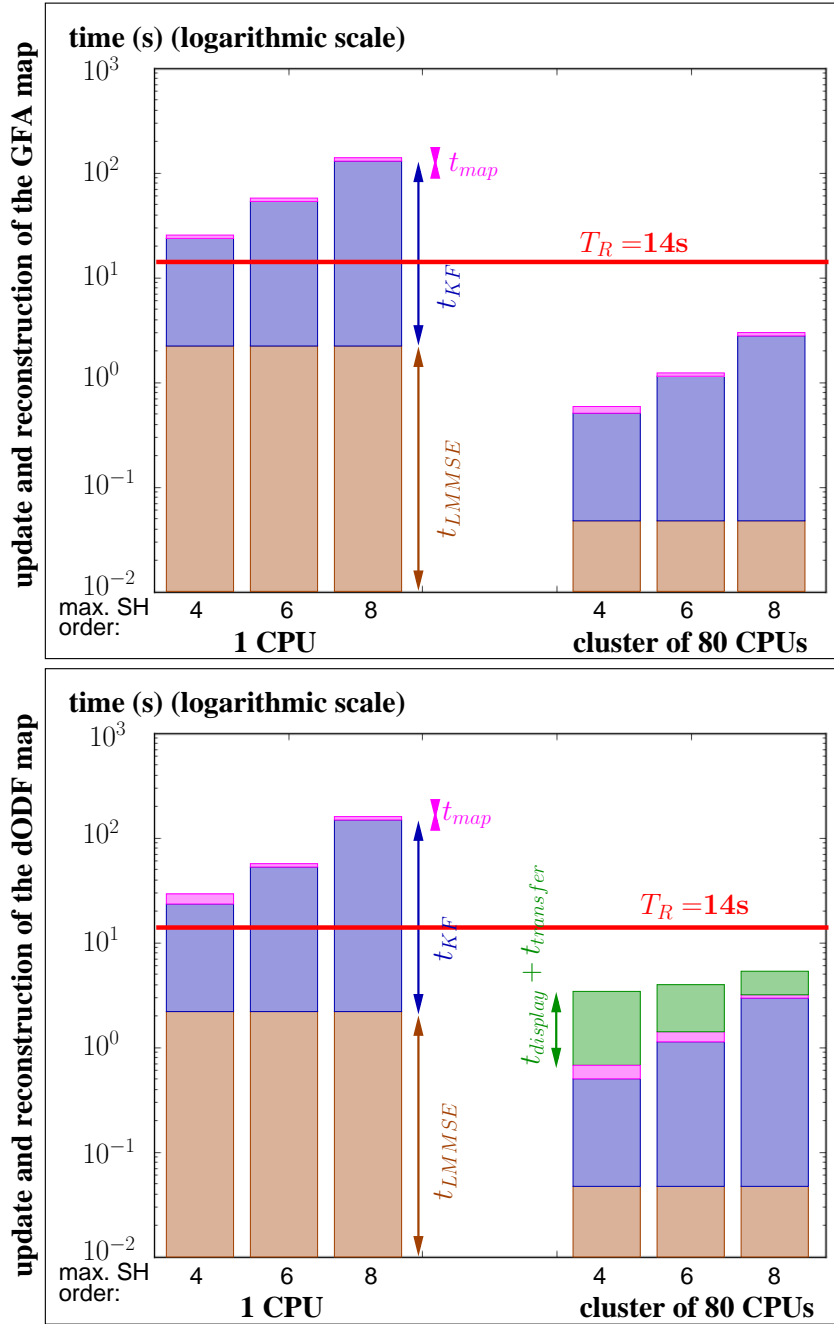 update and reconstruction of the GFA map
time (s) (logarithmic scale)
10^3
10^2
10^1
10^0
10^-1
10^-2
t_map
t_KF
t_LMMSE
T_R =14s
max. SH order:
4 6 8 4 6 8
1 CPU cluster of 80 CPUs
update and reconstruction of the dODF map
time (s) (logarithmic scale)
10^3
10^2
10^1
10^0
10^-1
10^-2
t_map
t_KF
t_LMMSE
t_display + t_transfer
T_R =14s
max. SH order:
4 6 8 4 6 8
1 CPU cluster of 80 CPUs